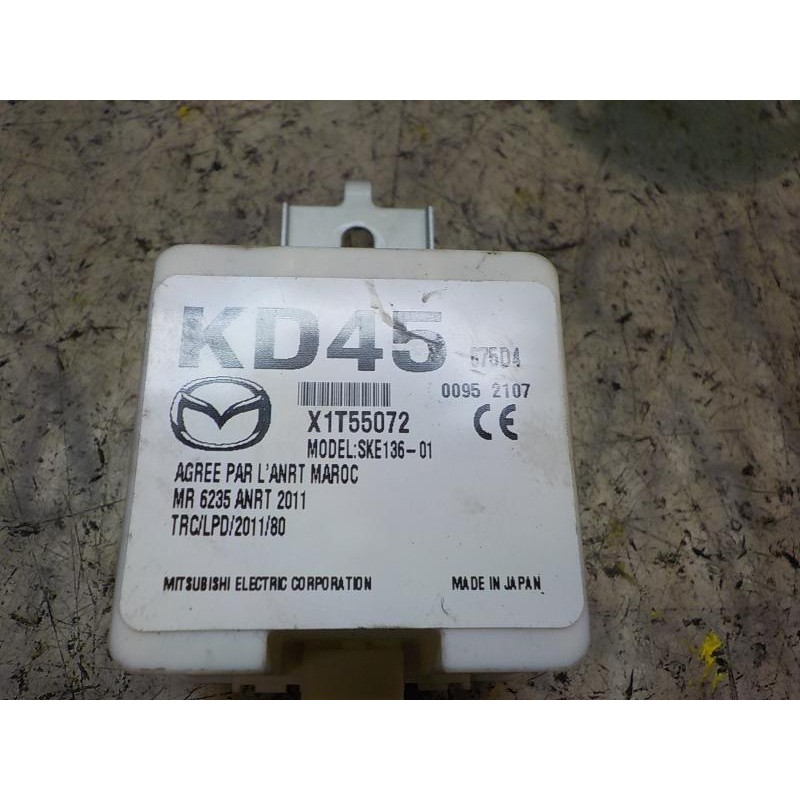 KD45 675D4
0095 2107
X1T55072
MODEL:SKE136-01
AGREE PAR L'ANRT MAROC
MR 6235 ANRT 2011
TRC/LPD/2011/80
MITSUBISHI ELECTRIC CORPORATION MADE IN JAPAN